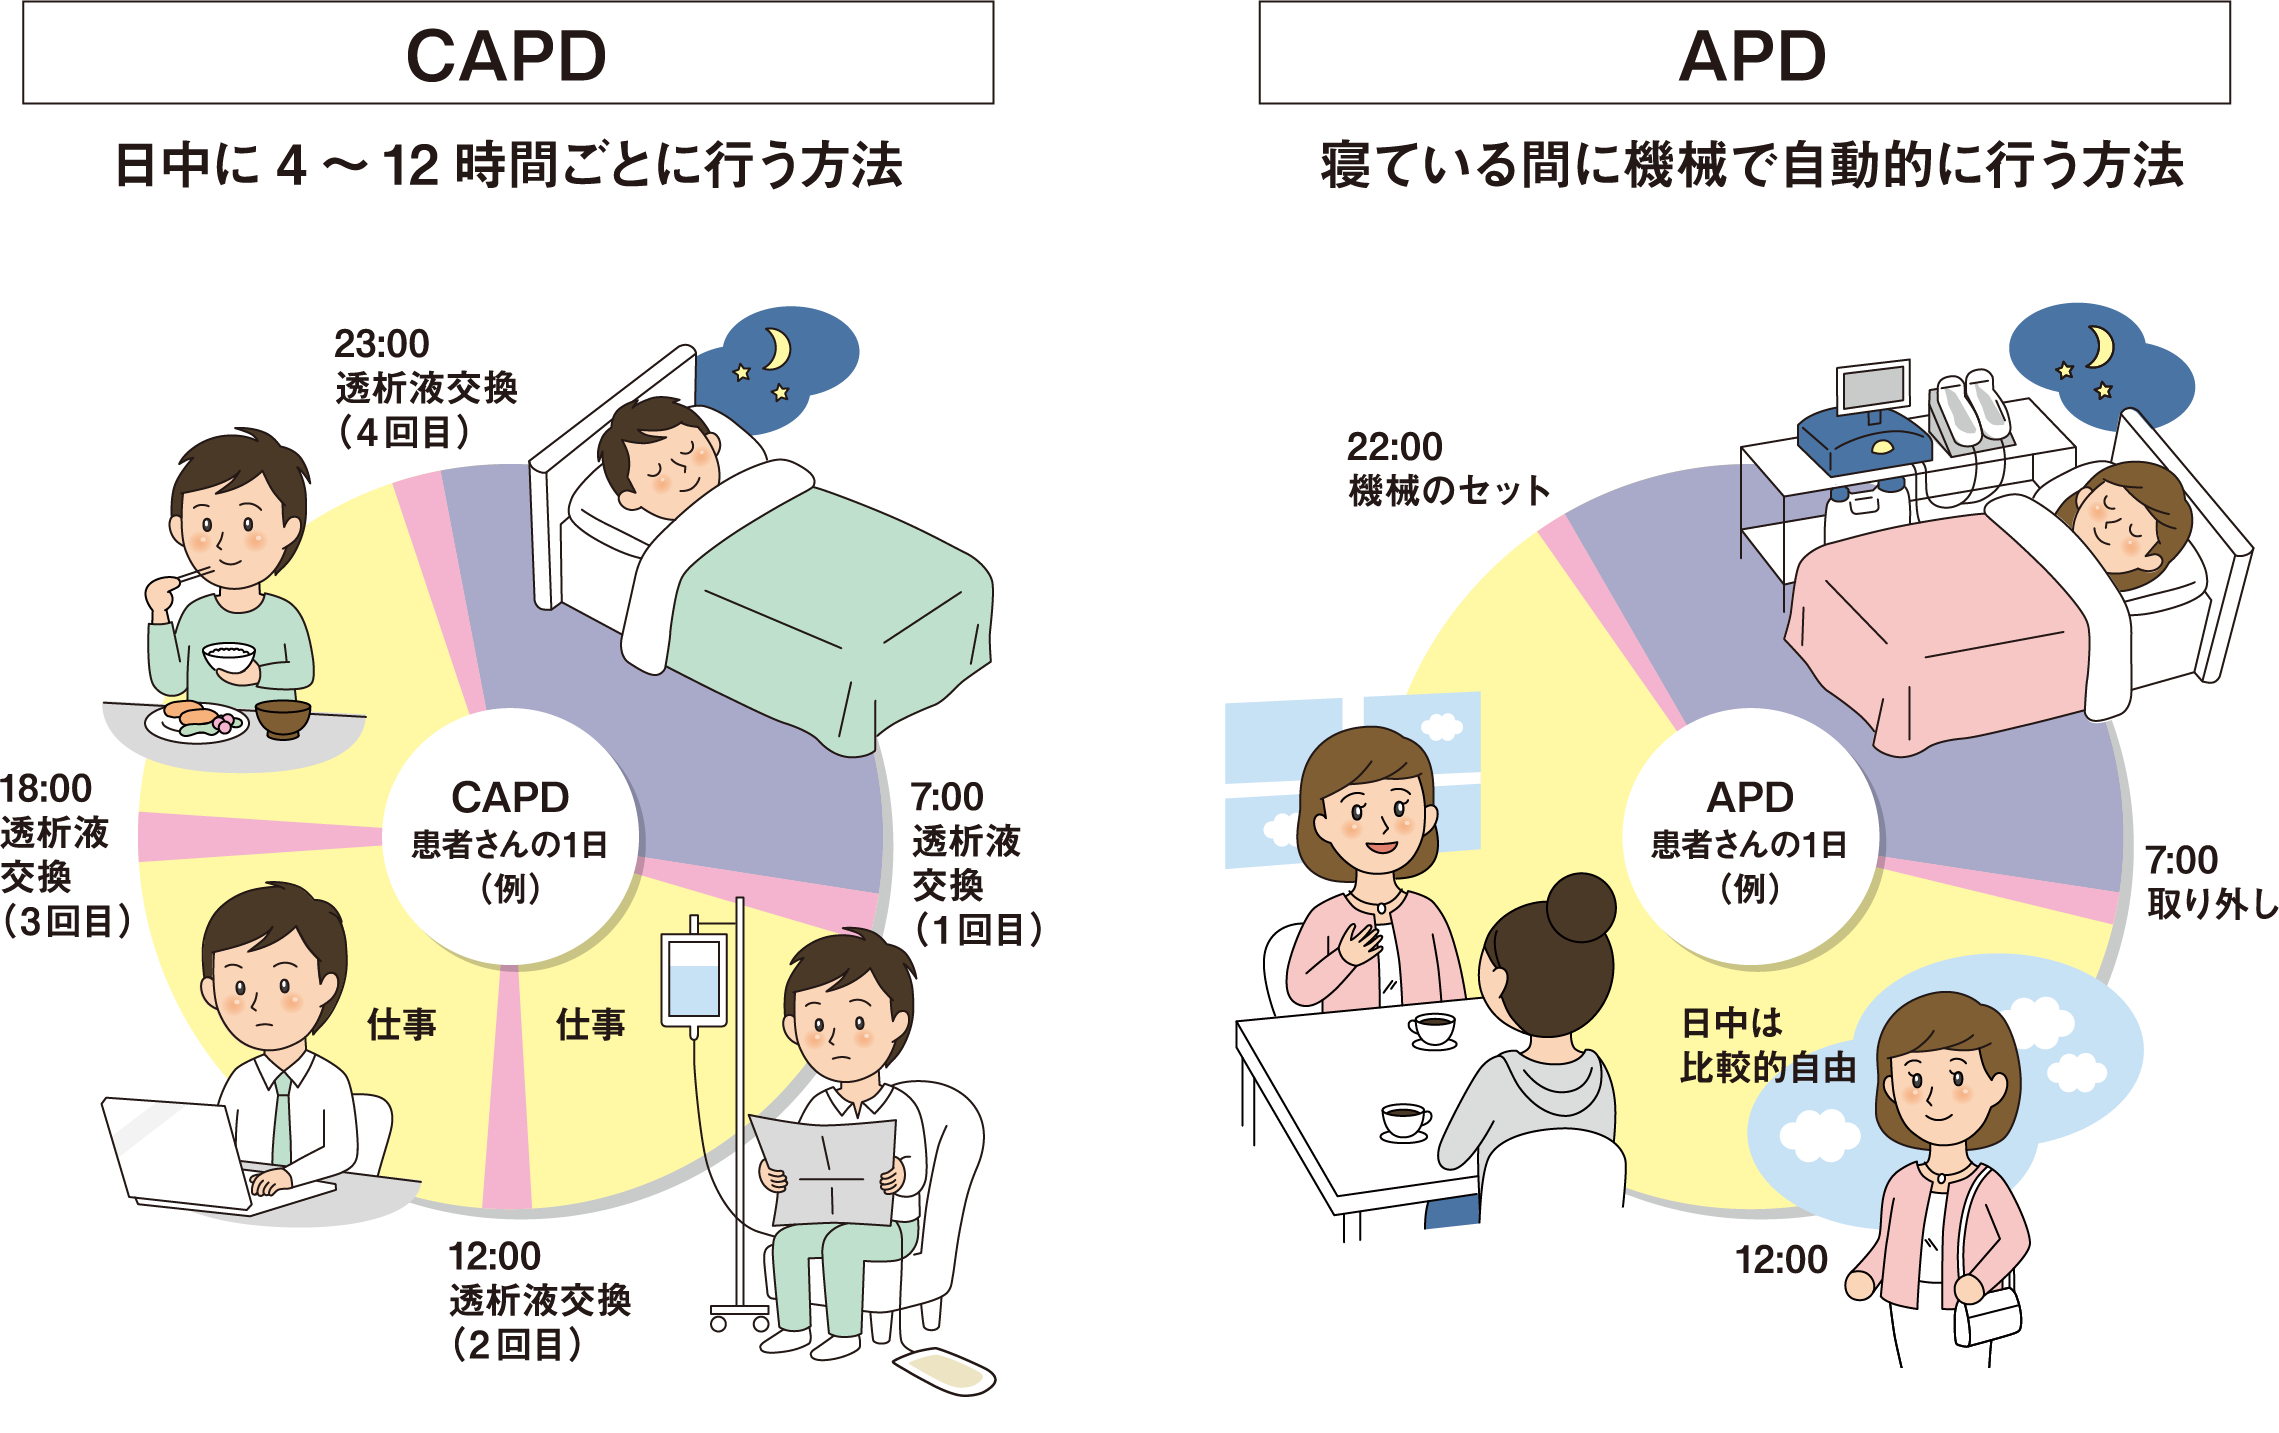 CAPD
日中に 4 ～ 12 時間ごとに行う方法
23:00
透析液交換
（4回目）
18:00
透析液
交換
（3回目）
CAPD
患者さんの1日
（例）
7:00
透析液
交換
（1回目）
仕事
仕事
12:00
透析液交換
（2回目）
APD
寝ている間に機械で自動的に行う方法
22:00
機械のセット
APD
患者さんの1日
（例）
7:00
取り外し
日中は
比較的自由
12:00